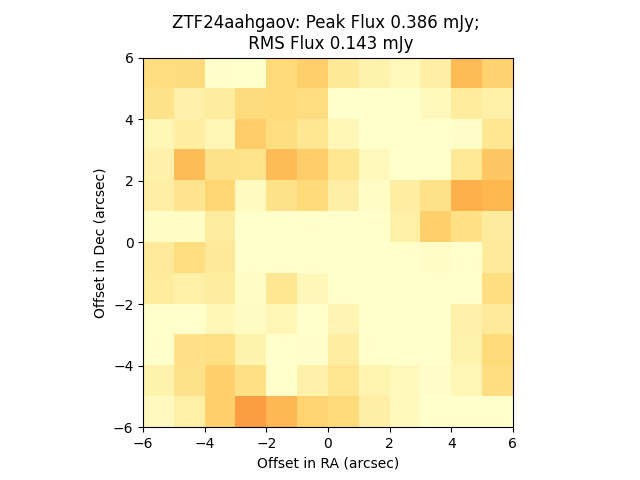 ZTF24aahgaov: Peak Flux 0.386 mJy;
RMS Flux 0.143 mJy
6
4
2
0
−2
−4
−6
Offset in Dec (arcsec)
−6 −4 −2 0 2 4 6
Offset in RA (arcsec)